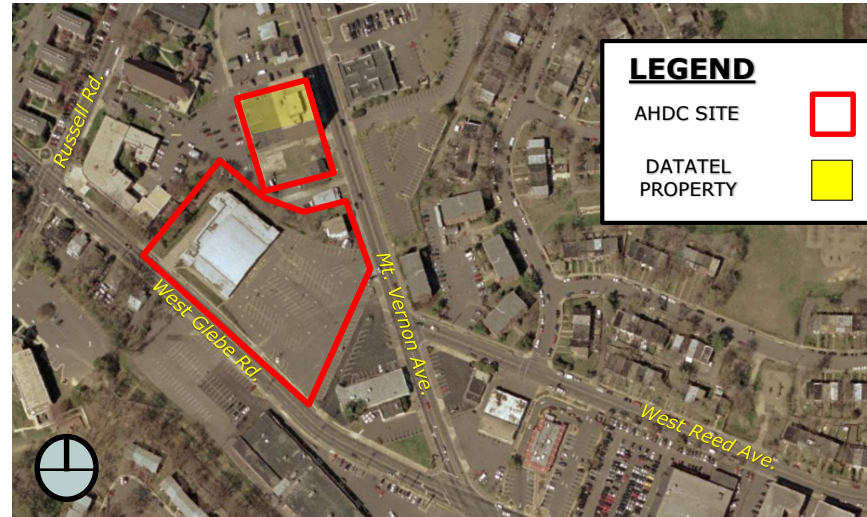 LEGEND
AHDC SITE
DATATEL
PROPERTY
Russell Rd.
Mt. Vernon Ave.
West Glebe Rd.
West Reed Ave.